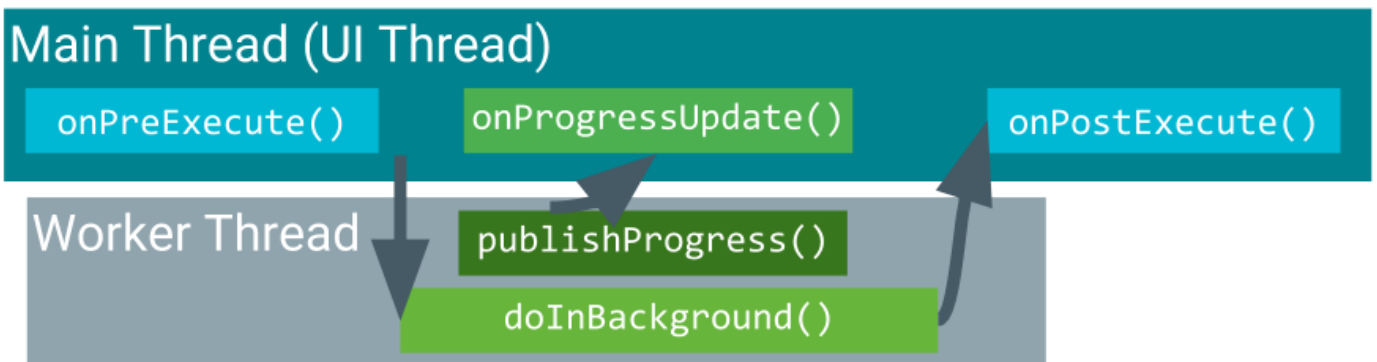 Main Thread (UI Thread)
onPreExecute()
onProgressUpdate()
onPostExecute()
Worker Thread
publishProgress()
doInBackground()